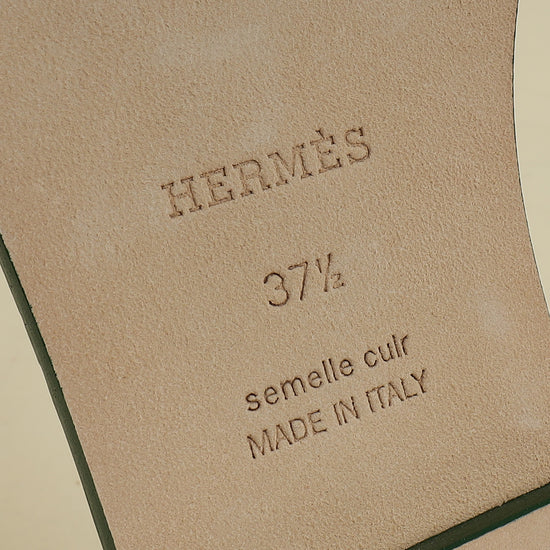 HERMÈS
37½
semelle cuir
MADE IN ITALY